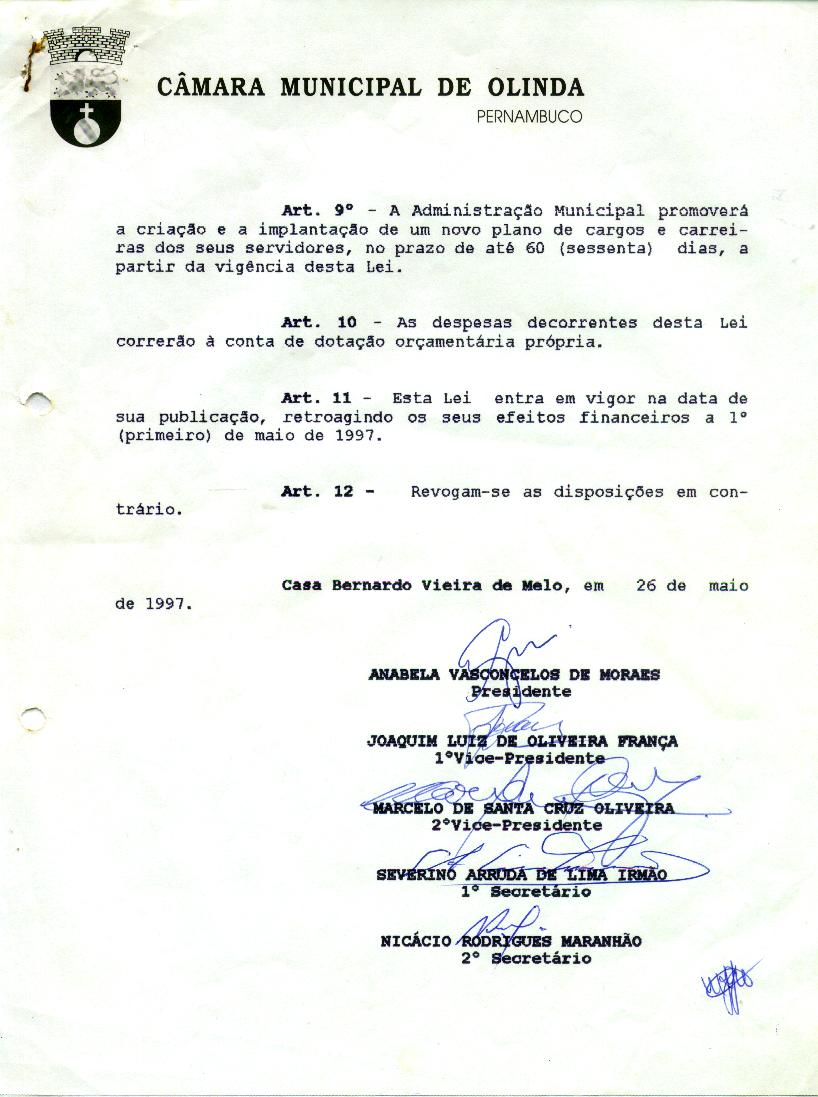 CÂMARA MUNICIPAL DE OLINDA
PERNAMBUCO
Art. 9º - A Administração Municipal promoverá
a criação e a implantação de um novo plano de cargos e carrei-
ras dos seus servidores, no prazo de até 60 (sessenta) dias, a
partir da vigência desta Lei.
Art. 10 - As despesas decorrentes desta Lei
correrão à conta de dotação orçamentária própria.
Art. 11 - Esta Lei entra em vigor na data de
sua publicação, retroagindo os seus efeitos financeiros a 1º
(primeiro) de maio de 1997.
Art. 12 - Revogam-se as disposições em con-
trário.
Casa Bernardo Vieira de Melo, em 26 de maio
de 1997.
ANABELA VASCONCELOS DE MORAES
Presidente
JOAQUIM LUIZ DE OLIVEIRA FRANÇA
1ºVice-Presidente
MARCELO DE SANTA CRUZ OLIVEIRA
2ºVice-Presidente
SEVERINO ARRUDA DE LIMA IRMÃO
1º Secretário
NICÁCIO RODRIGUES MARANHÃO
2º Secretário